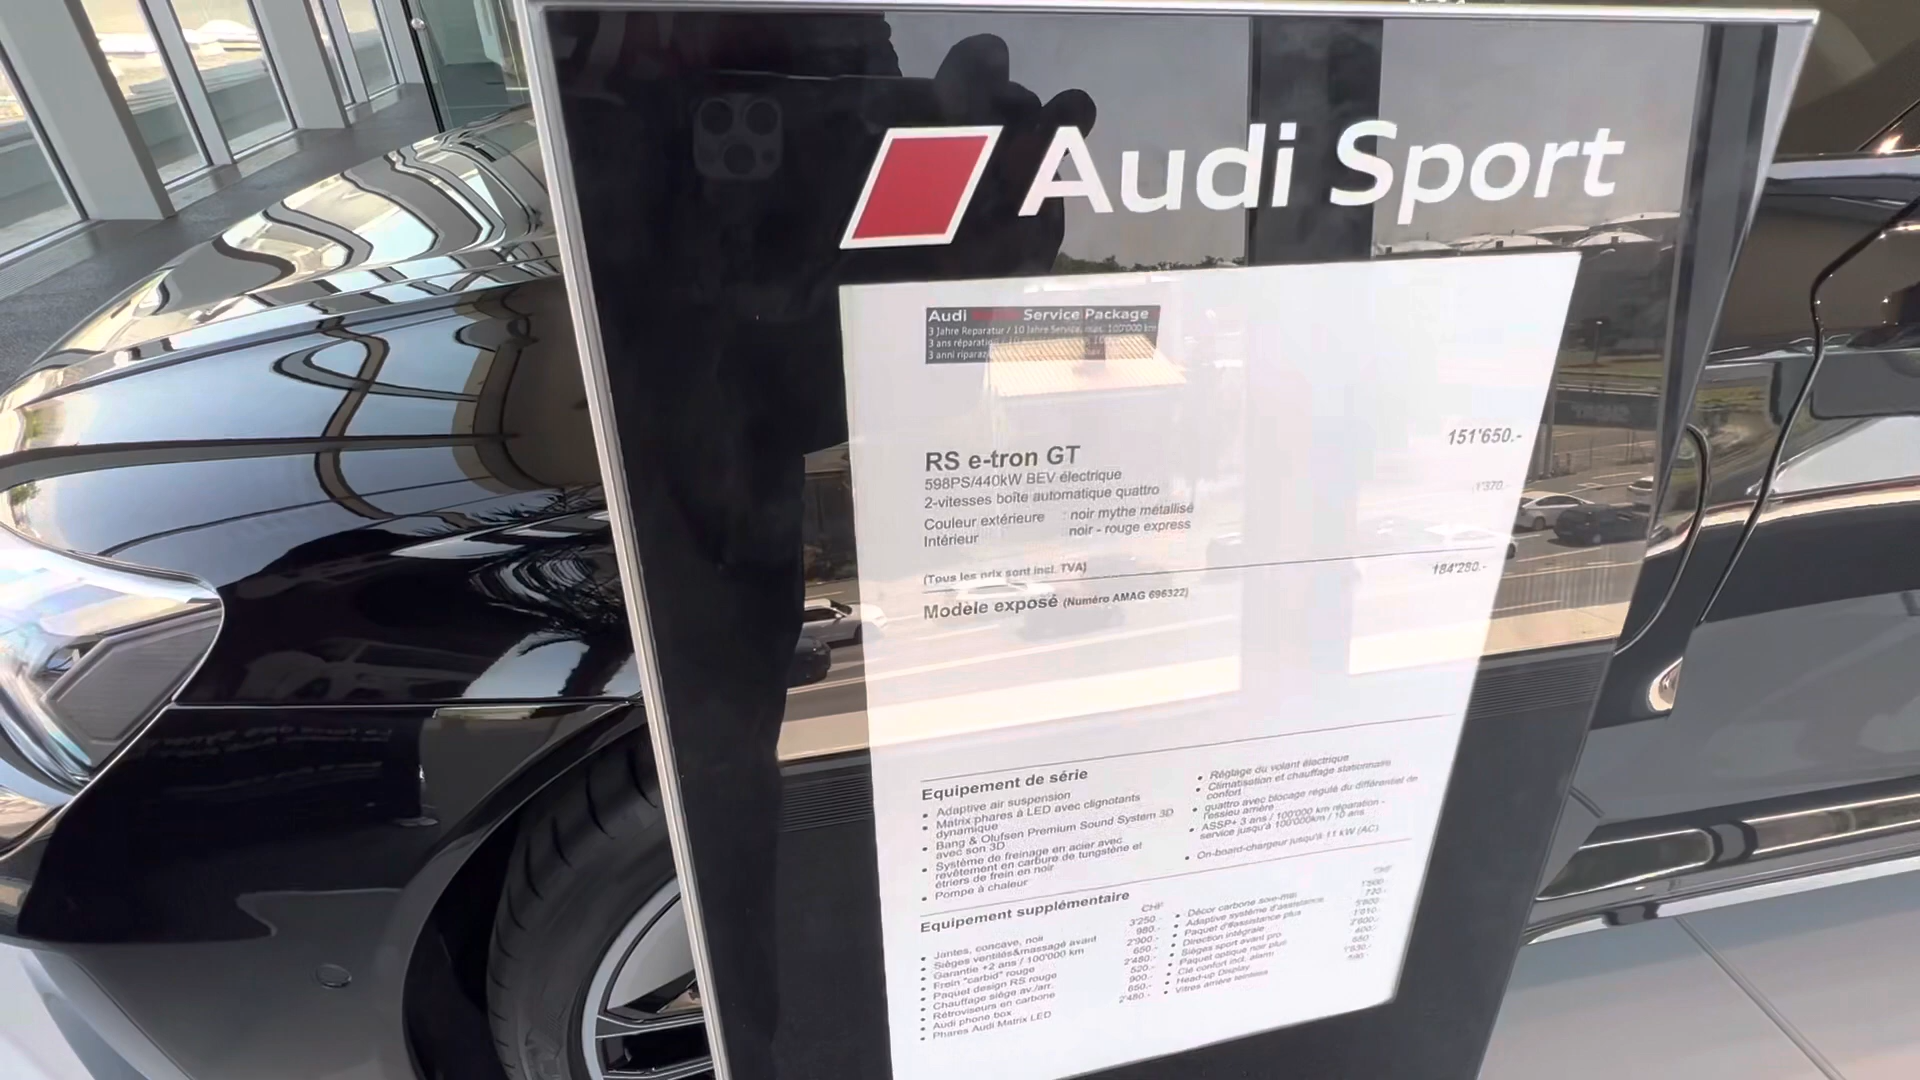 Audi Sport
Audi Service Package
3 Jahre Reparatur / 10 Jahre Service, max. 100'000 km
3 ans réparation / 10
3 anni riparaz
RS e-tron GT
151'650.-
598PS/440kW BEV électrique
2-vitesses boîte automatique quattro
1'370.-
Couleur extérieure : noir mythe métallisé
Intérieur noir - rouge express
(Tous les prix sont incl. TVA)
184'280.-
Modèle exposé (Numéro AMAG 696322)
Equipement de série
• Adaptive air suspension
• Matrix phares à LED avec clignotants
dynamique
• Bang & Olufsen Premium Sound System 3D
avec son 3D
• Système de freinage en acier avec
revêtement en carbure de tungstène et
étriers de frein en noir
• Pompe à chaleur
• Réglage du volant électrique
• Climatisation et chauffage stationnaire
confort
• quattro avec blocage régulé du différentiel de
l'essieu arrière
• ASSP+ 3 ans / 100'000 km réparation -
service jusqu'à 100'000km / 10 ans
• On-board-chargeur jusqu'à 11 kW (AC)
Equipement supplémentaire
CHF
• Jantes, concave, noir 3'250.-
• Sièges ventilés&massage avant 980.-
• Garantie +2 ans / 100'000 km 2'900.-
• Frein "carbid" rouge 650.-
• Paquet design RS rouge 2'480.-
• Chauffage siège av./arr. 520.-
• Rétroviseurs en carbone 900.-
• Audi phone box 650.-
• Phares Audi Matrix LED 2'480.-
CHF
• Décor carbone
• Adaptive système d'assistance
• Paquet d'assistance plus
• Direction intégrale
• Sièges sport avant pro
• Paquet optique noir plus
• Clé confort incl. alarm
• Head-up Display
• Vitres arrière teintées